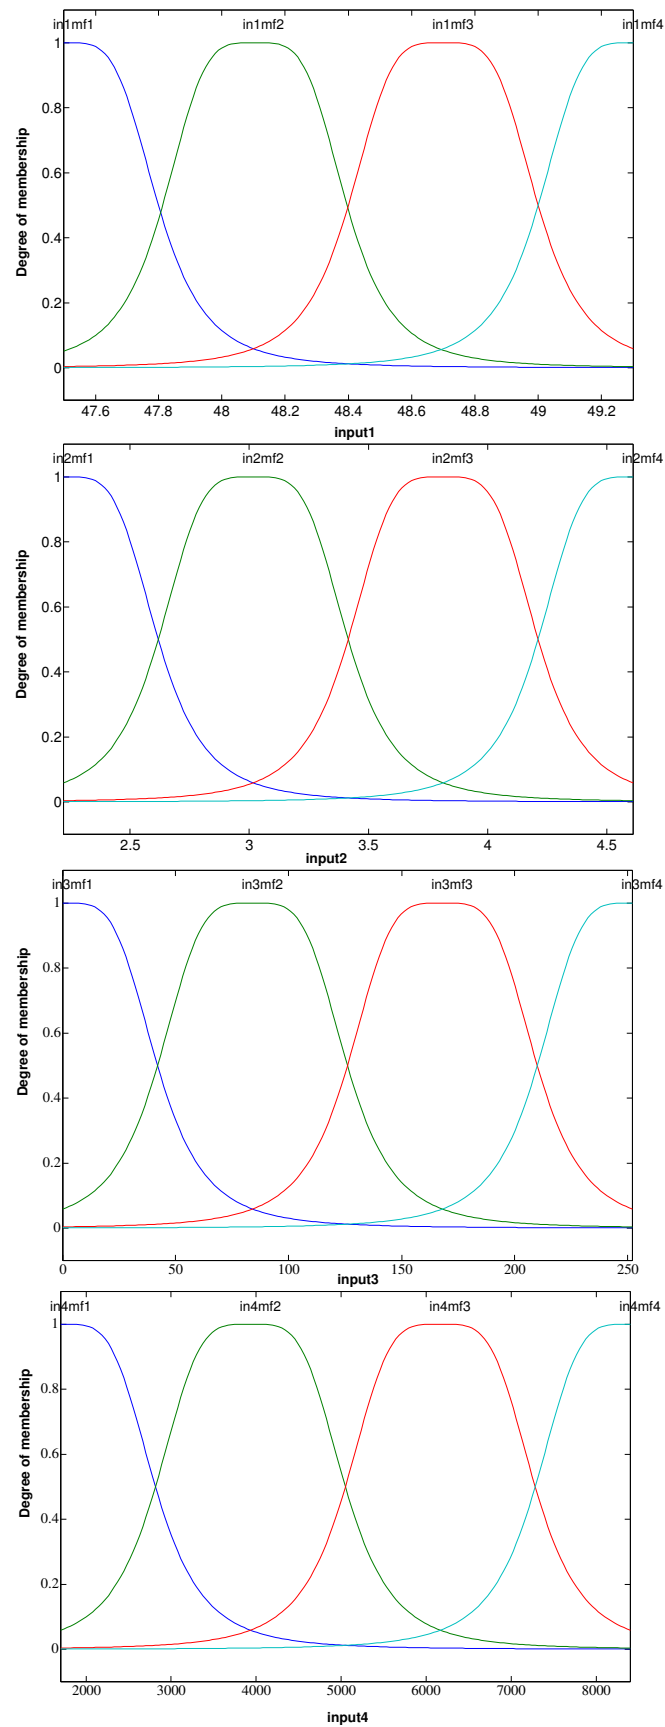 in1mf1 in1mf2 in1mf3 in1mf4
1
0.8
0.6
0.4
0.2
0
Degree of membership
47.6 47.8 48 48.2 48.4 48.6 48.8 49 49.2
input1
in2mf1 in2mf2 in2mf3 in2mf4
1
0.8
0.6
0.4
0.2
0
Degree of membership
2.5 3 3.5 4 4.5
input2
in3mf1 in3mf2 in3mf3 in3mf4
1
0.8
0.6
0.4
0.2
0
Degree of membership
0 50 100 150 200 250
input3
in4mf1 in4mf2 in4mf3 in4mf4
1
0.8
0.6
0.4
0.2
0
Degree of membership
2000 3000 4000 5000 6000 7000 8000
input4